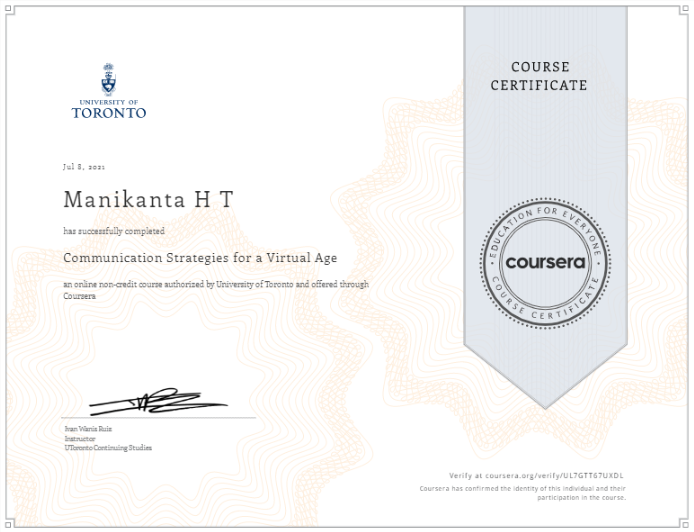 COURSE
CERTIFICATE
UNIVERSITY OF
TORONTO
Jul 8, 2021
Manikanta H T
has successfully completed
Communication Strategies for a Virtual Age
an online non-credit course authorized by University of Toronto and offered through
Coursera
EDUCATION FOR EVERYONE
coursera
COURSE CERTIFICATE
Ivan Wanis Ruiz
Instructor
UToronto Continuing Studies
Verify at coursera.org/verify/UL7GTT67UXDL
Coursera has confirmed the identity of this individual and their
participation in the course.